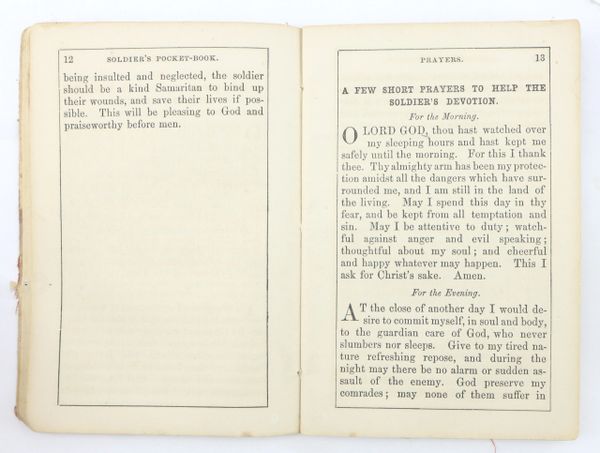 12 SOLDIER'S POCKET-BOOK.
being insulted and neglected, the soldier
should be a kind Samaritan to bind up
their wounds, and save their lives if pos-
sible. This will be pleasing to God and
praiseworthy before men.
PRAYERS. 13
A FEW SHORT PRAYERS TO HELP THE
SOLDIER'S DEVOTION.
For the Morning.
O LORD GOD, thou hast watched over
my sleeping hours and hast kept me
safely until the morning. For this I thank
thee. Thy almighty arm has been my protec-
tion amidst all the dangers which have sur-
rounded me, and I am still in the land of
the living. May I spend this day in thy
fear, and be kept from all temptation and
sin. May I be attentive to duty; watch-
ful against anger and evil speaking;
thoughtful about my soul; and cheerful
and happy whatever may happen. This I
ask for Christ's sake. Amen.
For the Evening.
AT the close of another day I would de-
sire to commit myself, in soul and body,
to the guardian care of God, who never
slumbers nor sleeps. Give to my tired na-
ture refreshing repose, and during the
night may there be no alarm or sudden as-
sault of the enemy. God preserve my
comrades; may none of them suffer in